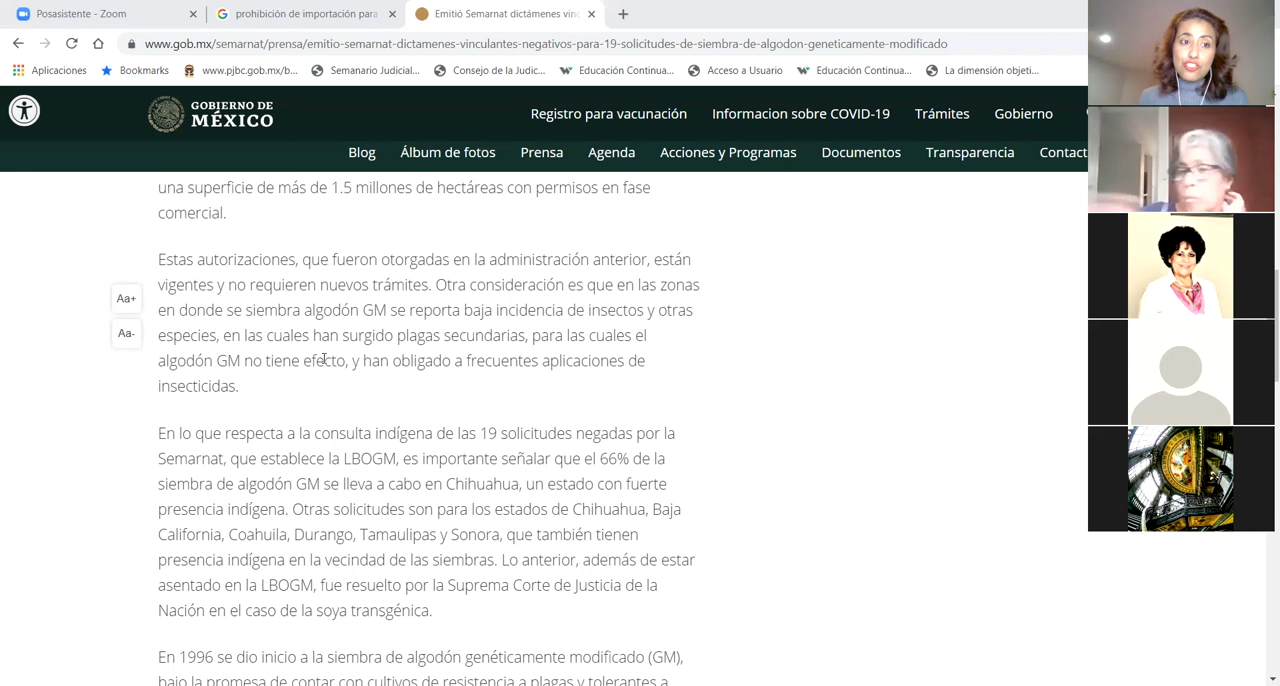 Posasistente - Zoom
prohibición de importación para
Emitió Semarnat dictámenes vinc
www.gob.mx/semarnat/prensa/emitio-semarnat-dictamenes-vinculantes-negativos-para-19-solicitudes-de-siembra-de-algodon-geneticamente-modificado
Aplicaciones Bookmarks www.pjbc.gob.mx/b... Semanario Judicial... Consejo de la Judic... Educación Continua... Acceso a Usuario Educación Continua... La dimensión objeti...
GOBIERNO DE
MÉXICO
Registro para vacunación Informacion sobre COVID-19 Trámites Gobierno
Blog Álbum de fotos Prensa Agenda Acciones y Programas Documentos Transparencia Contact
una superficie de más de 1.5 millones de hectáreas con permisos en fase
comercial.
Estas autorizaciones, que fueron otorgadas en la administración anterior, están
vigentes y no requieren nuevos trámites. Otra consideración es que en las zonas
en donde se siembra algodón GM se reporta baja incidencia de insectos y otras
especies, en las cuales han surgido plagas secundarias, para las cuales el
algodón GM no tiene efecto, y han obligado a frecuentes aplicaciones de
insecticidas.
Aa+
Aa-
En lo que respecta a la consulta indígena de las 19 solicitudes negadas por la
Semarnat, que establece la LBOGM, es importante señalar que el 66% de la
siembra de algodón GM se lleva a cabo en Chihuahua, un estado con fuerte
presencia indígena. Otras solicitudes son para los estados de Chihuahua, Baja
California, Coahuila, Durango, Tamaulipas y Sonora, que también tienen
presencia indígena en la vecindad de las siembras. Lo anterior, además de estar
asentado en la LBOGM, fue resuelto por la Suprema Corte de Justicia de la
Nación en el caso de la soya transgénica.
En 1996 se dio inicio a la siembra de algodón genéticamente modificado (GM),
bajo la promesa de contar con cultivos de resistencia a plagas y tolerantes a